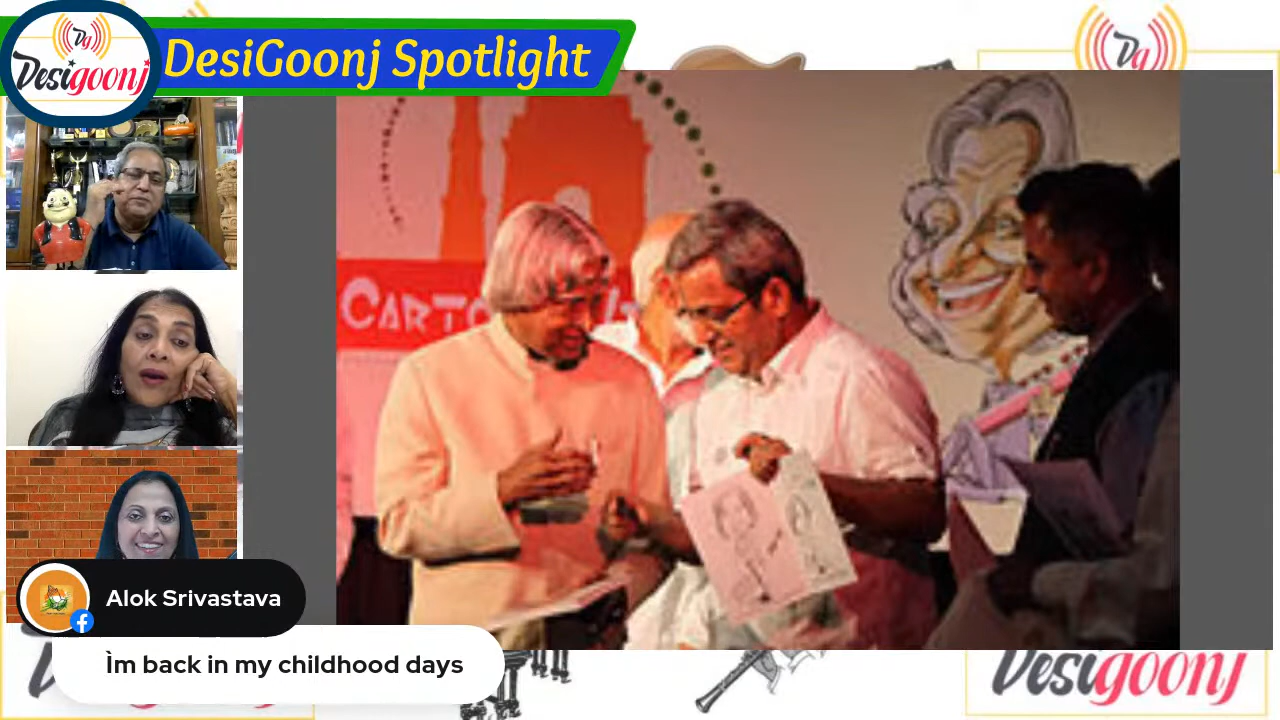 Dg
Desigoonj
DesiGoonj Spotlight
Dg
CARTO
Alok Srivastava
Ìm back in my childhood days
Desigoonj